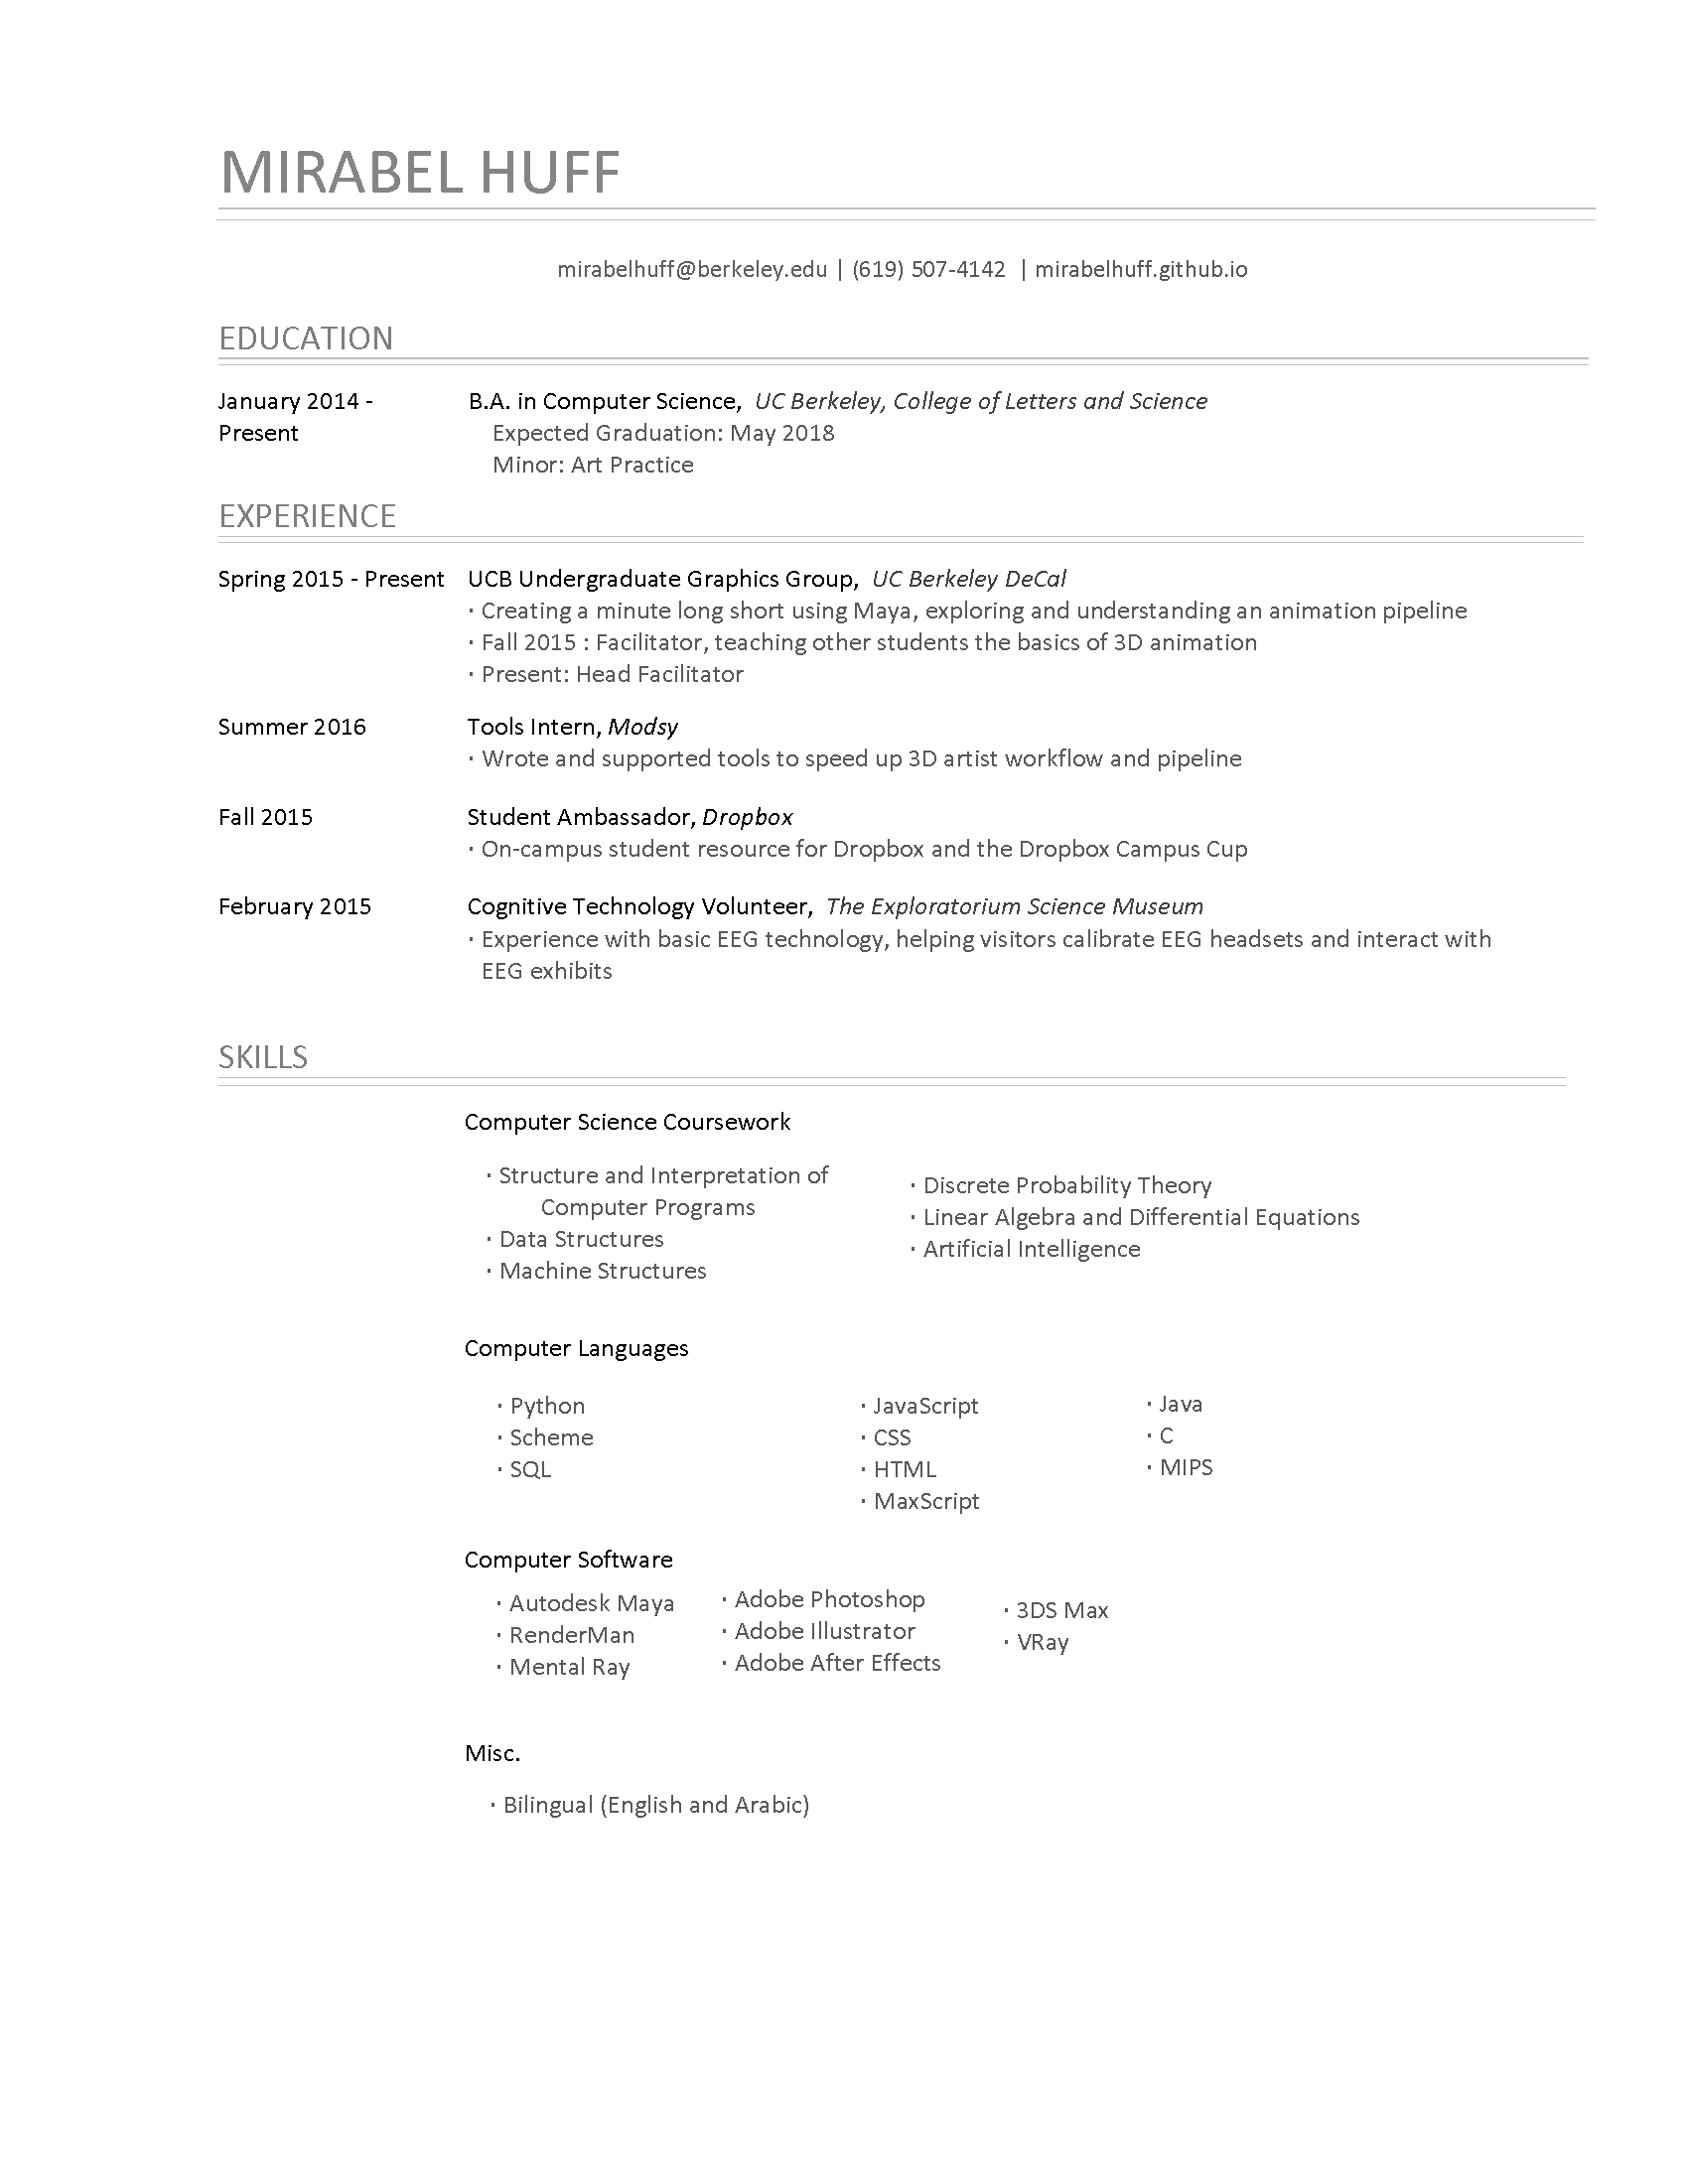 MIRABEL HUFF
mirabelhuff@berkeley.edu | (619) 507-4142 | mirabelhuff.github.io
EDUCATION
January 2014 - Present
B.A. in Computer Science, UC Berkeley, College of Letters and Science
Expected Graduation: May 2018
Minor: Art Practice
EXPERIENCE
Spring 2015 - Present UCB Undergraduate Graphics Group, UC Berkeley DeCal
· Creating a minute long short using Maya, exploring and understanding an animation pipeline
· Fall 2015 : Facilitator, teaching other students the basics of 3D animation
· Present: Head Facilitator
Summer 2016 Tools Intern, Modsy
· Wrote and supported tools to speed up 3D artist workflow and pipeline
Fall 2015 Student Ambassador, Dropbox
· On-campus student resource for Dropbox and the Dropbox Campus Cup
February 2015 Cognitive Technology Volunteer, The Exploratorium Science Museum
· Experience with basic EEG technology, helping visitors calibrate EEG headsets and interact with
EEG exhibits
SKILLS
Computer Science Coursework
· Structure and Interpretation of
Computer Programs
· Data Structures
· Machine Structures
· Discrete Probability Theory
· Linear Algebra and Differential Equations
· Artificial Intelligence
Computer Languages
· Python
· Scheme
· SQL
· JavaScript
· CSS
· HTML
· MaxScript
· Java
· C
· MIPS
Computer Software
· Autodesk Maya
· RenderMan
· Mental Ray
· Adobe Photoshop
· Adobe Illustrator
· Adobe After Effects
· 3DS Max
· VRay
Misc.
· Bilingual (English and Arabic)